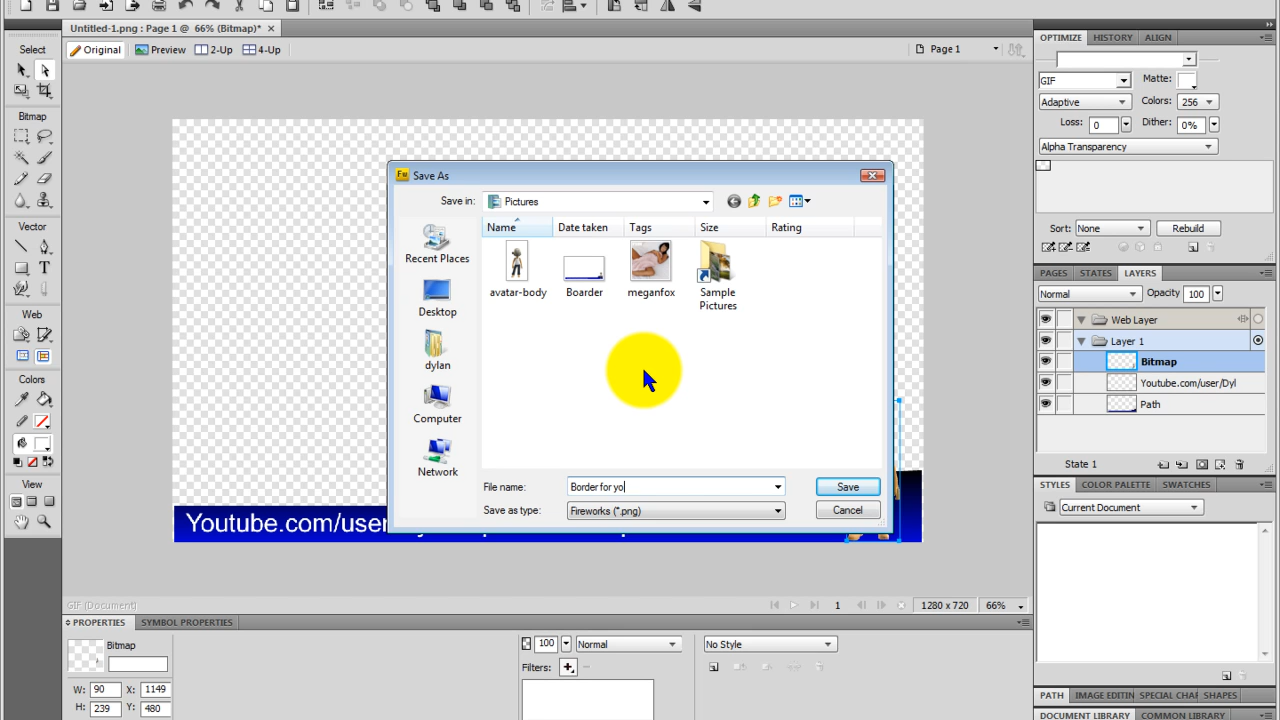 Untitled-1.png : Page 1 @ 66% (Bitmap)*
Original Preview 2-Up 4-Up Page 1
Select
Bitmap
Vector
Web
Colors
View
Save As
Save in: Pictures
Name Date taken Tags Size Rating
Recent Places
Desktop
dylan
Computer
Network
avatar-body Boarder meganfox Sample Pictures
File name: Border for yo Save
Save as type: Fireworks (*.png) Cancel
Youtube.com/user
GIF (Document) 1 1280 x 720 66%
PROPERTIES SYMBOL PROPERTIES
Bitmap
W: 90 X: 1149
H: 239 Y: 480
100 Normal No Style
Filters:
OPTIMIZE HISTORY ALIGN
GIF Matte:
Adaptive Colors: 256
Loss: 0 Dither: 0%
Alpha Transparency
Sort: None Rebuild
PAGES STATES LAYERS
Normal Opacity 100
Web Layer
Layer 1
Bitmap
Youtube.com/user/Dyl
Path
State 1
STYLES COLOR PALETTE SWATCHES
Current Document
PATH IMAGE EDITIN SPECIAL CHAR SHAPES
DOCUMENT LIBRARY COMMON LIBRARY